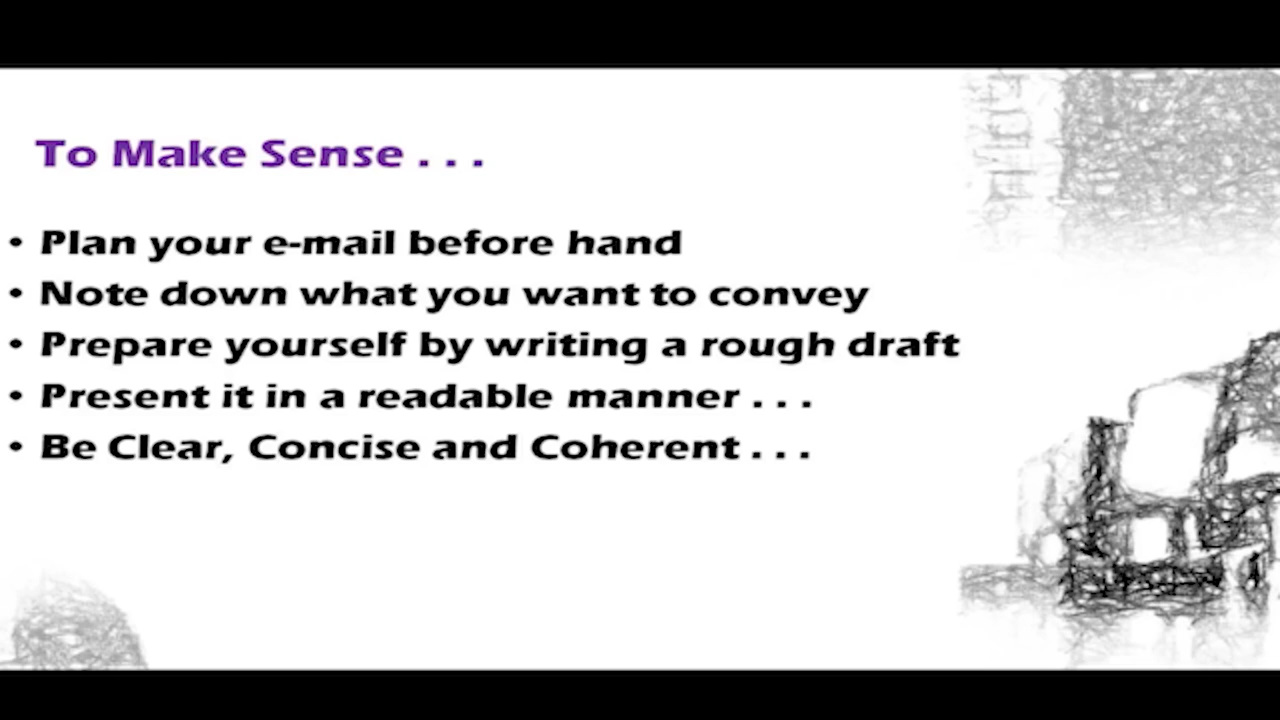 To Make Sense . . .
• Plan your e-mail before hand
• Note down what you want to convey
• Prepare yourself by writing a rough draft
• Present it in a readable manner . . .
• Be Clear, Concise and Coherent . . .